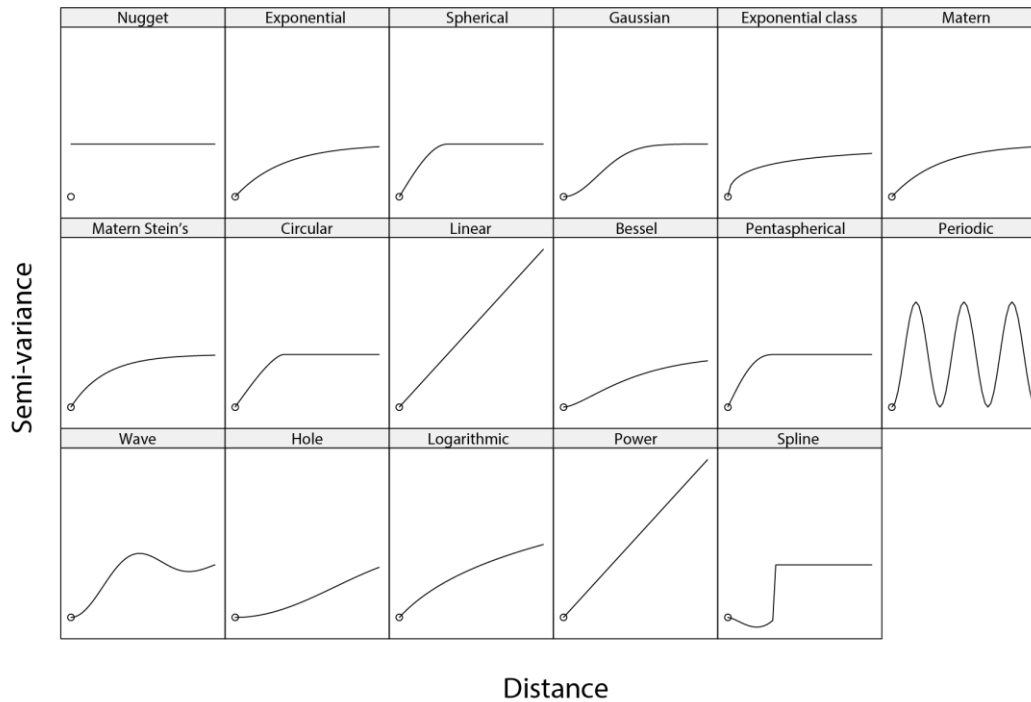 Nugget
Exponential
Spherical
Gaussian
Exponential class
Matern
Matern Stein's
Circular
Linear
Bessel
Pentaspherical
Periodic
Wave
Hole
Logarithmic
Power
Spline
Semi-variance
Distance